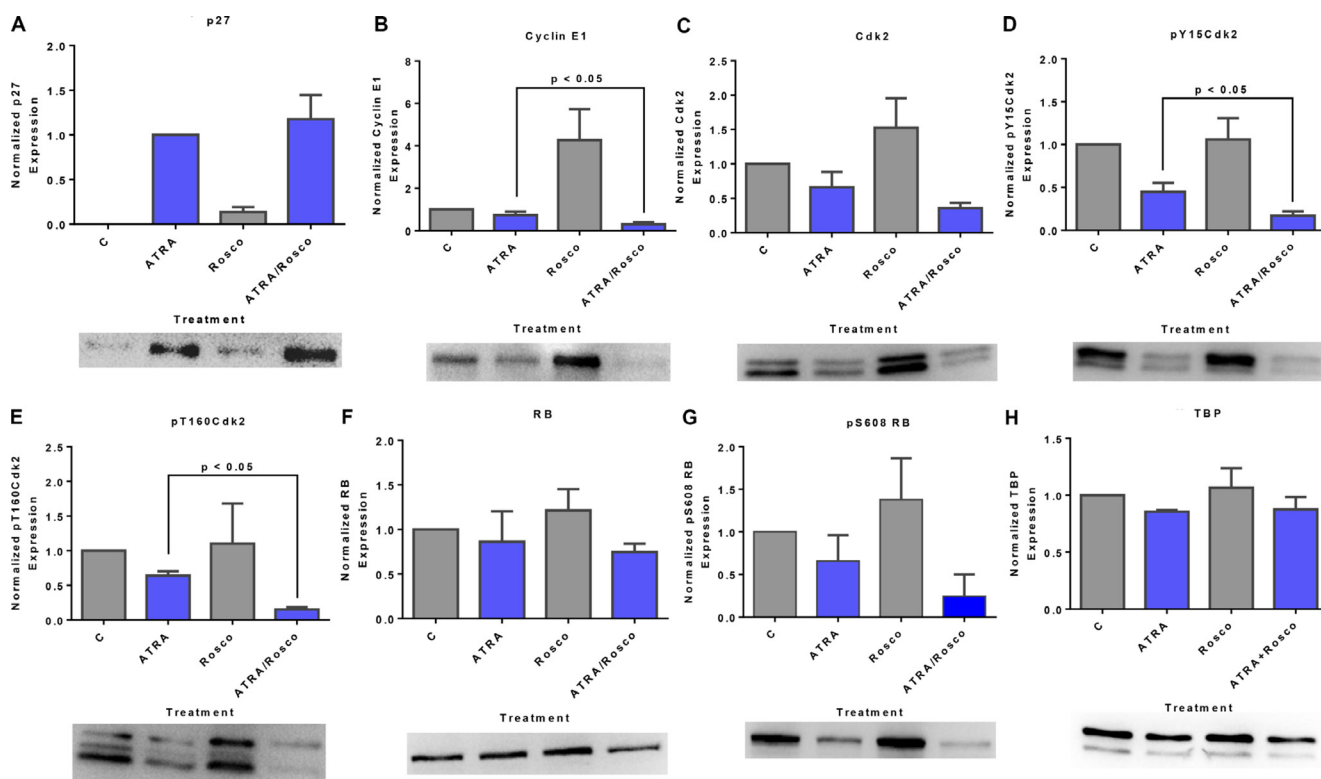 A
p27
Normalized p27
Expression
2.0
1.5
1.0
0.5
0.0
C
ATRA
Rosco
ATRA/Rosco
Treatment
B
Cyclin E1
Normalized Cyclin E1
Expression
8
6
4
2
0
p < 0.05
C
ATRA
Rosco
ATRA/Rosco
Treatment
C
Cdk2
Normalized Cdk2
Expression
2.5
2.0
1.5
1.0
0.5
0.0
C
ATRA
Rosco
ATRA/Rosco
Treatment
D
pY15Cdk2
Normalized pY15Cdk2
Expression
2.0
1.5
1.0
0.5
0.0
p < 0.05
C
ATRA
Rosco
ATRA/Rosco
Treatment
E
pT160Cdk2
Normalized pT160Cdk2
Expression
2.5
2.0
1.5
1.0
0.5
0.0
p < 0.05
C
ATRA
Rosco
ATRA/Rosco
Treatment
F
RB
Normalized RB
Expression
2.0
1.5
1.0
0.5
0.0
C
ATRA
Rosco
ATRA/Rosco
Treatment
G
pS608 RB
Normalized pS608 RB
Expression
2.0
1.5
1.0
0.5
0.0
C
ATRA
Rosco
ATRA/Rosco
Treatment
H
TBP
Normalized TBP
Expression
1.5
1.0
0.5
0.0
C
ATRA
Rosco
ATRA+Rosco
Treatment